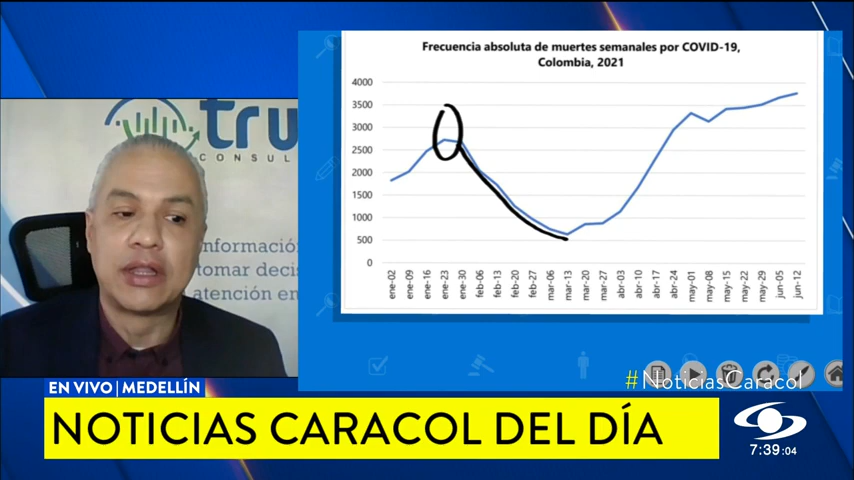 Frecuencia absoluta de muertes semanales por COVID-19,
Colombia, 2021
4000
3500
3000
2500
2000
1500
1000
500
0
ene-02
ene-09
ene-16
ene-23
ene-30
feb-06
feb-13
feb-20
feb-27
mar-06
mar-13
mar-20
mar-27
abr-03
abr-10
abr-17
abr-24
may-01
may-08
may-15
may-22
may-29
jun-05
jun-12
tru
CONSUL
nformación
tomar decis
atención en
#NoticiasCaracol
EN VIVO | MEDELLÍN
NOTICIAS CARACOL DEL DÍA
7:39:04